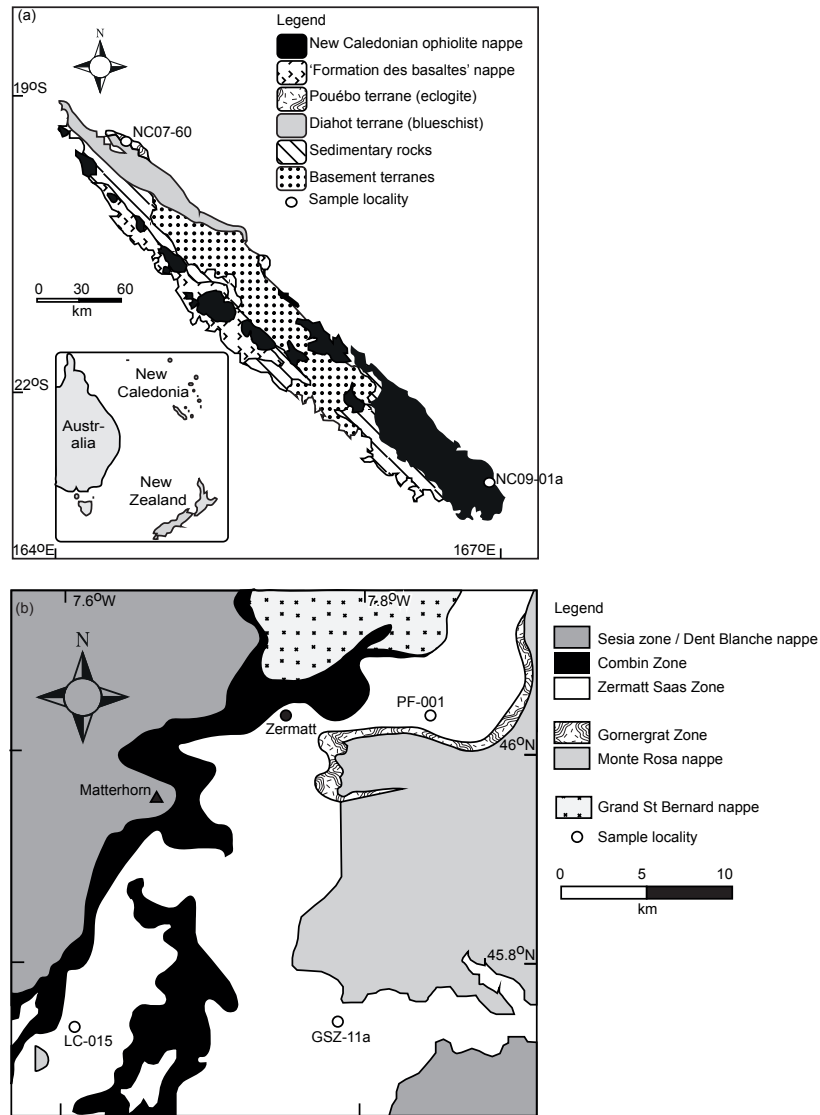 (a)
N
19°S
NC07-60
Legend
New Caledonian ophiolite nappe
'Formation des basaltes' nappe
Pouébo terrane (eclogite)
Diahot terrane (blueschist)
Sedimentary rocks
Basement terranes
Sample locality
0 30 60
km
22°S
New
Caledonia
Austr-
alia
New
Zealand
NC09-01a
164°E
167°E
(b)
7.6°W
7.8°W
N
PF-001
Zermatt
46°N
Matterhorn
45.8°N
LC-015
GSZ-11a
Legend
Sesia zone / Dent Blanche nappe
Combin Zone
Zermatt Saas Zone
Gornergrat Zone
Monte Rosa nappe
Grand St Bernard nappe
Sample locality
0 5 10
km